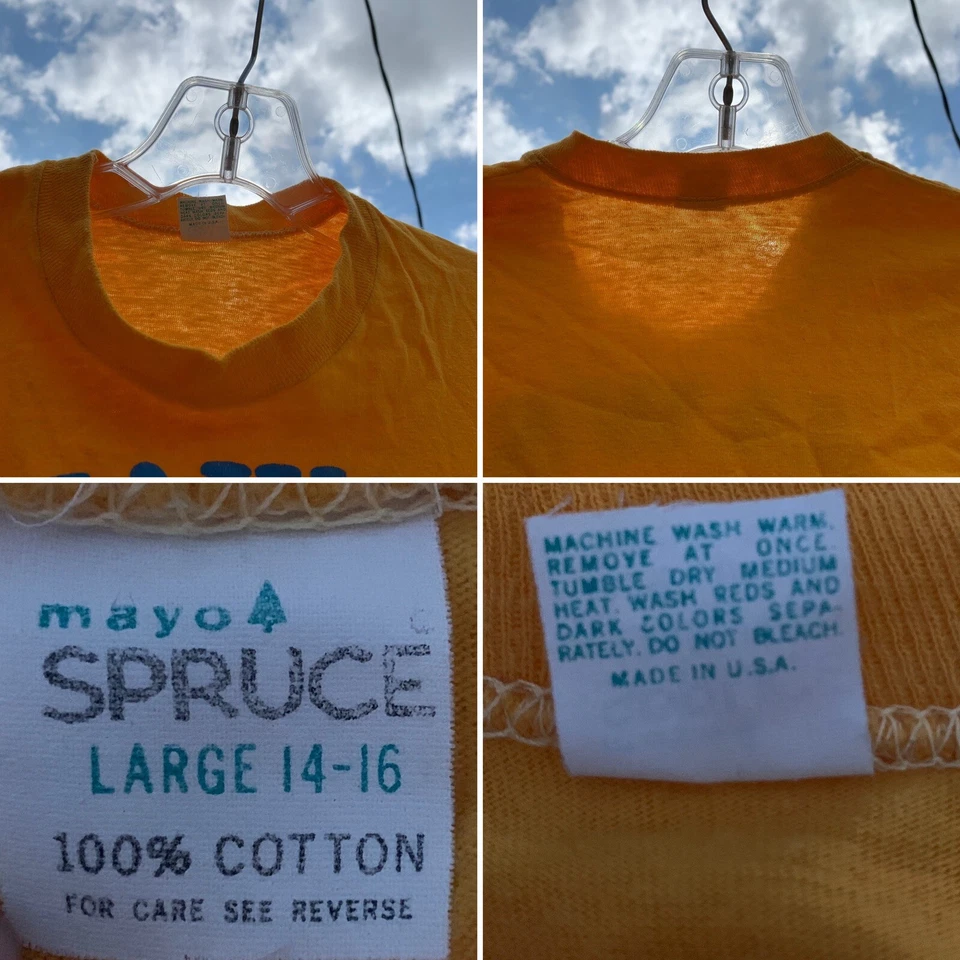 mayo
SPRUCE
LARGE 14-16
100% COTTON
FOR CARE SEE REVERSE
MACHINE WASH WARM.
REMOVE AT ONCE.
TUMBLE DRY MEDIUM
HEAT. WASH REDS AND
DARK COLORS SEPA-
RATELY. DO NOT BLEACH.
MADE IN U.S.A.